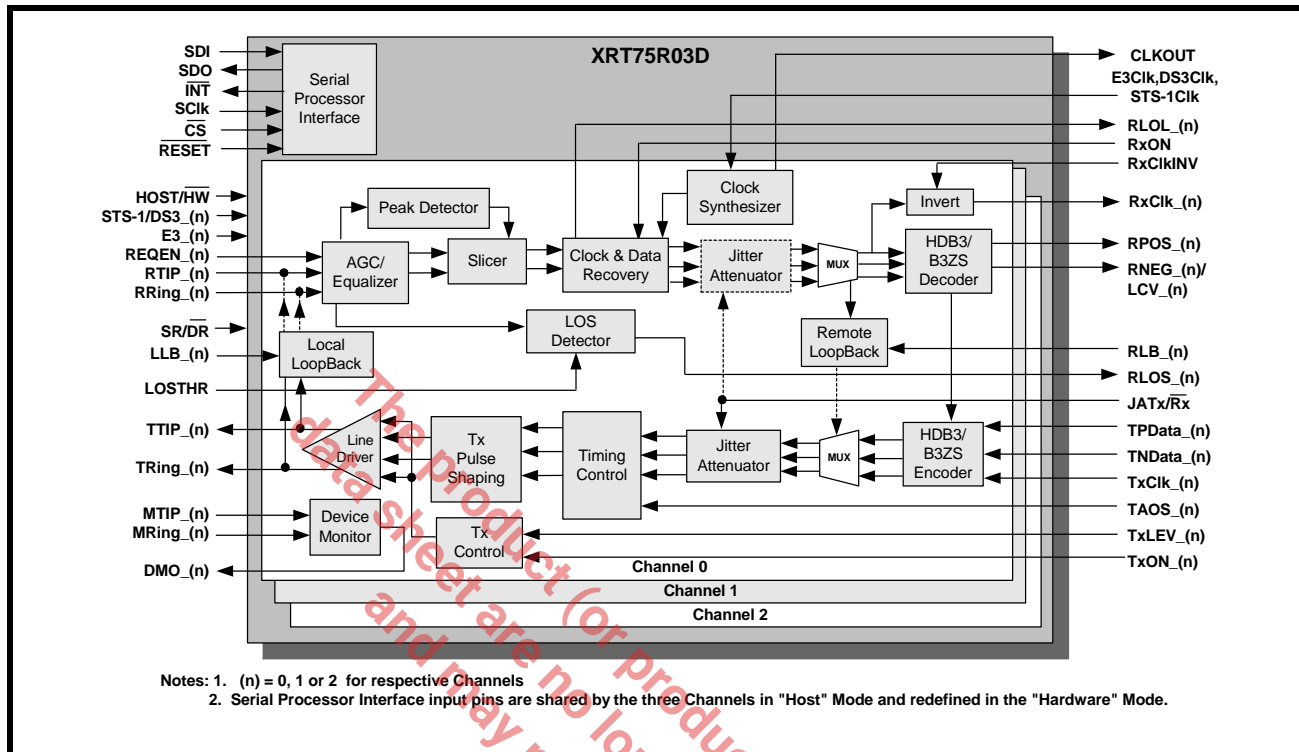 XRT75R03D
SDI
SDO
INT
SClk
CS
RESET
Serial
Processor
Interface
CLKOUT
E3Clk,DS3Clk,
STS-1Clk
RLOL_(n)
RxON
RxClkINV
HOST/HW
STS-1/DS3_(n)
E3_(n)
REQEN_(n)
RTIP_(n)
RRing_(n)
SR/DR
LLB_(n)
LOSTHR
TTIP_(n)
TRing_(n)
MTIP_(n)
MRing_(n)
DMO_(n)
Peak Detector
AGC/
Equalizer
Slicer
Clock & Data
Recovery
Clock
Synthesizer
Jitter
Attenuator
MUX
Invert
HDB3/
B3ZS
Decoder
RxClk_(n)
RPOS_(n)
RNEG_(n)/
LCV_(n)
Local
LoopBack
LOS
Detector
Remote
LoopBack
RLB_(n)
RLOS_(n)
JATx/Rx
TPData_(n)
TNData_(n)
TxClk_(n)
TAOS_(n)
TxLEV_(n)
TxON_(n)
Line
Driver
Tx
Pulse
Shaping
Timing
Control
Jitter
Attenuator
MUX
HDB3/
B3ZS
Encoder
Device
Monitor
Tx
Control
Channel 0
Channel 1
Channel 2
Notes: 1. (n) = 0, 1 or 2 for respective Channels
2. Serial Processor Interface input pins are shared by the three Channels in "Host" Mode and redefined in the "Hardware" Mode.
The product (or produc
data sheet are no lo
and may